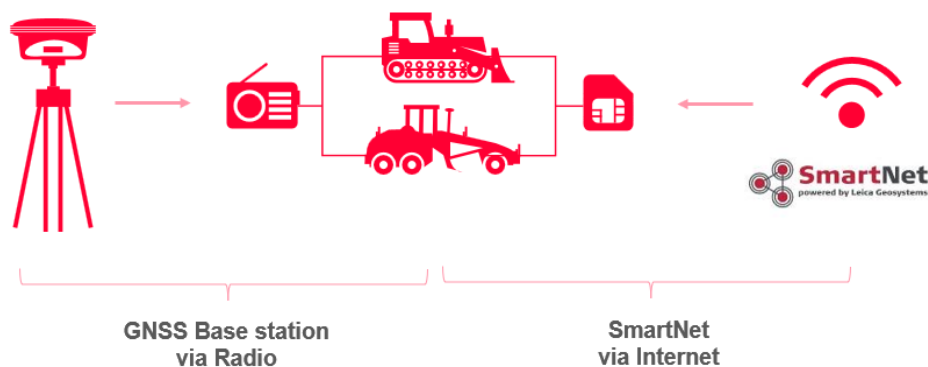 SmartNet
powered by Leica Geosystems
GNSS Base station
via Radio
SmartNet
via Internet